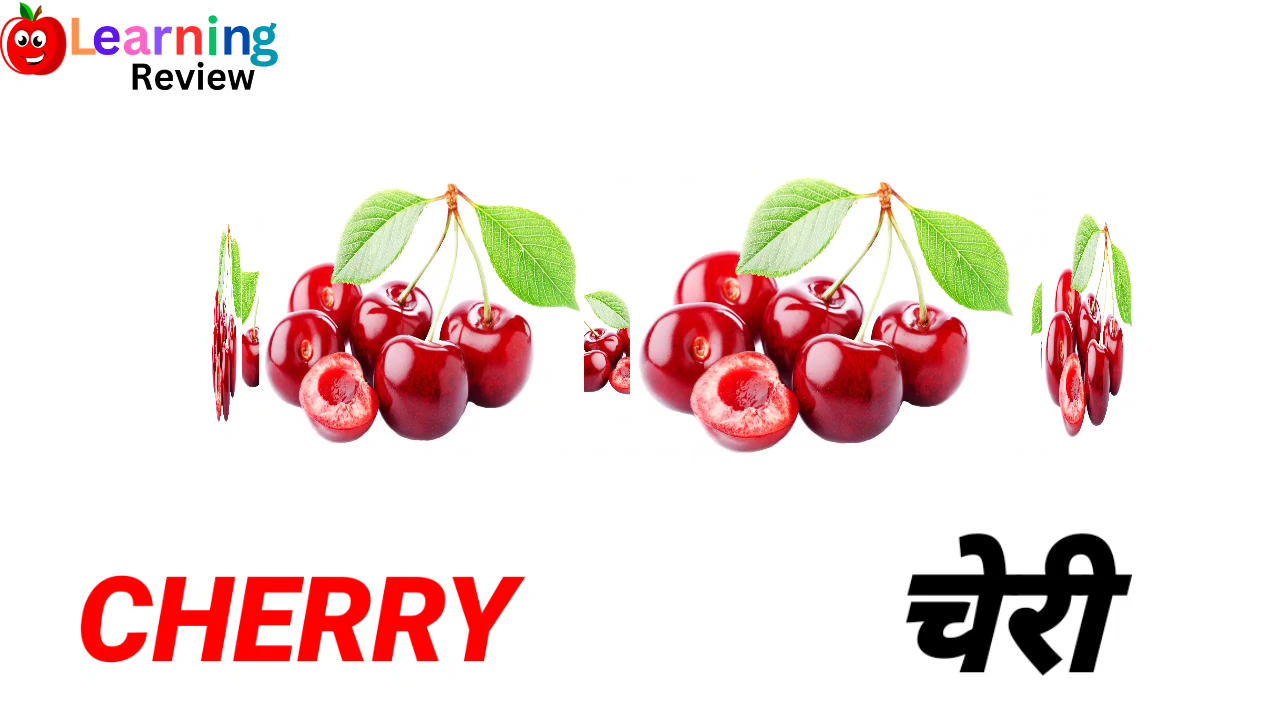 Learning
Review
CHERRY
चेरी